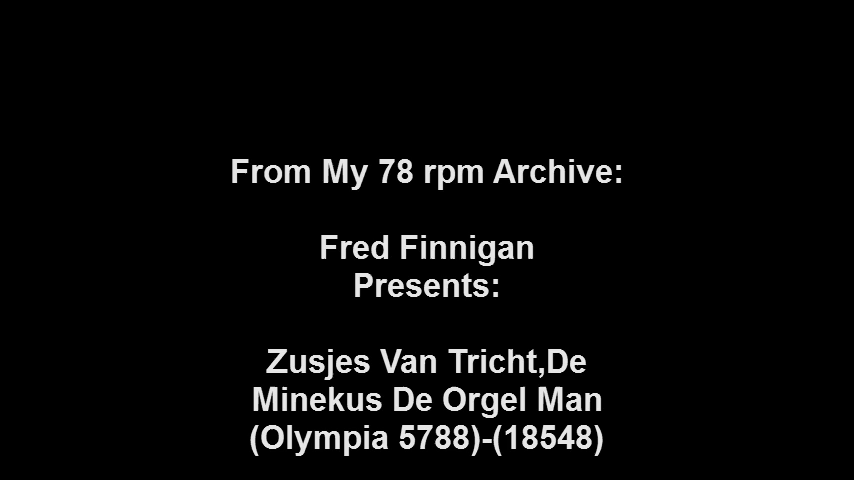 From My 78 rpm Archive:
Fred Finnigan
Presents:
Zusjes Van Tricht,De
Minekus De Orgel Man
(Olympia 5788)-(18548)